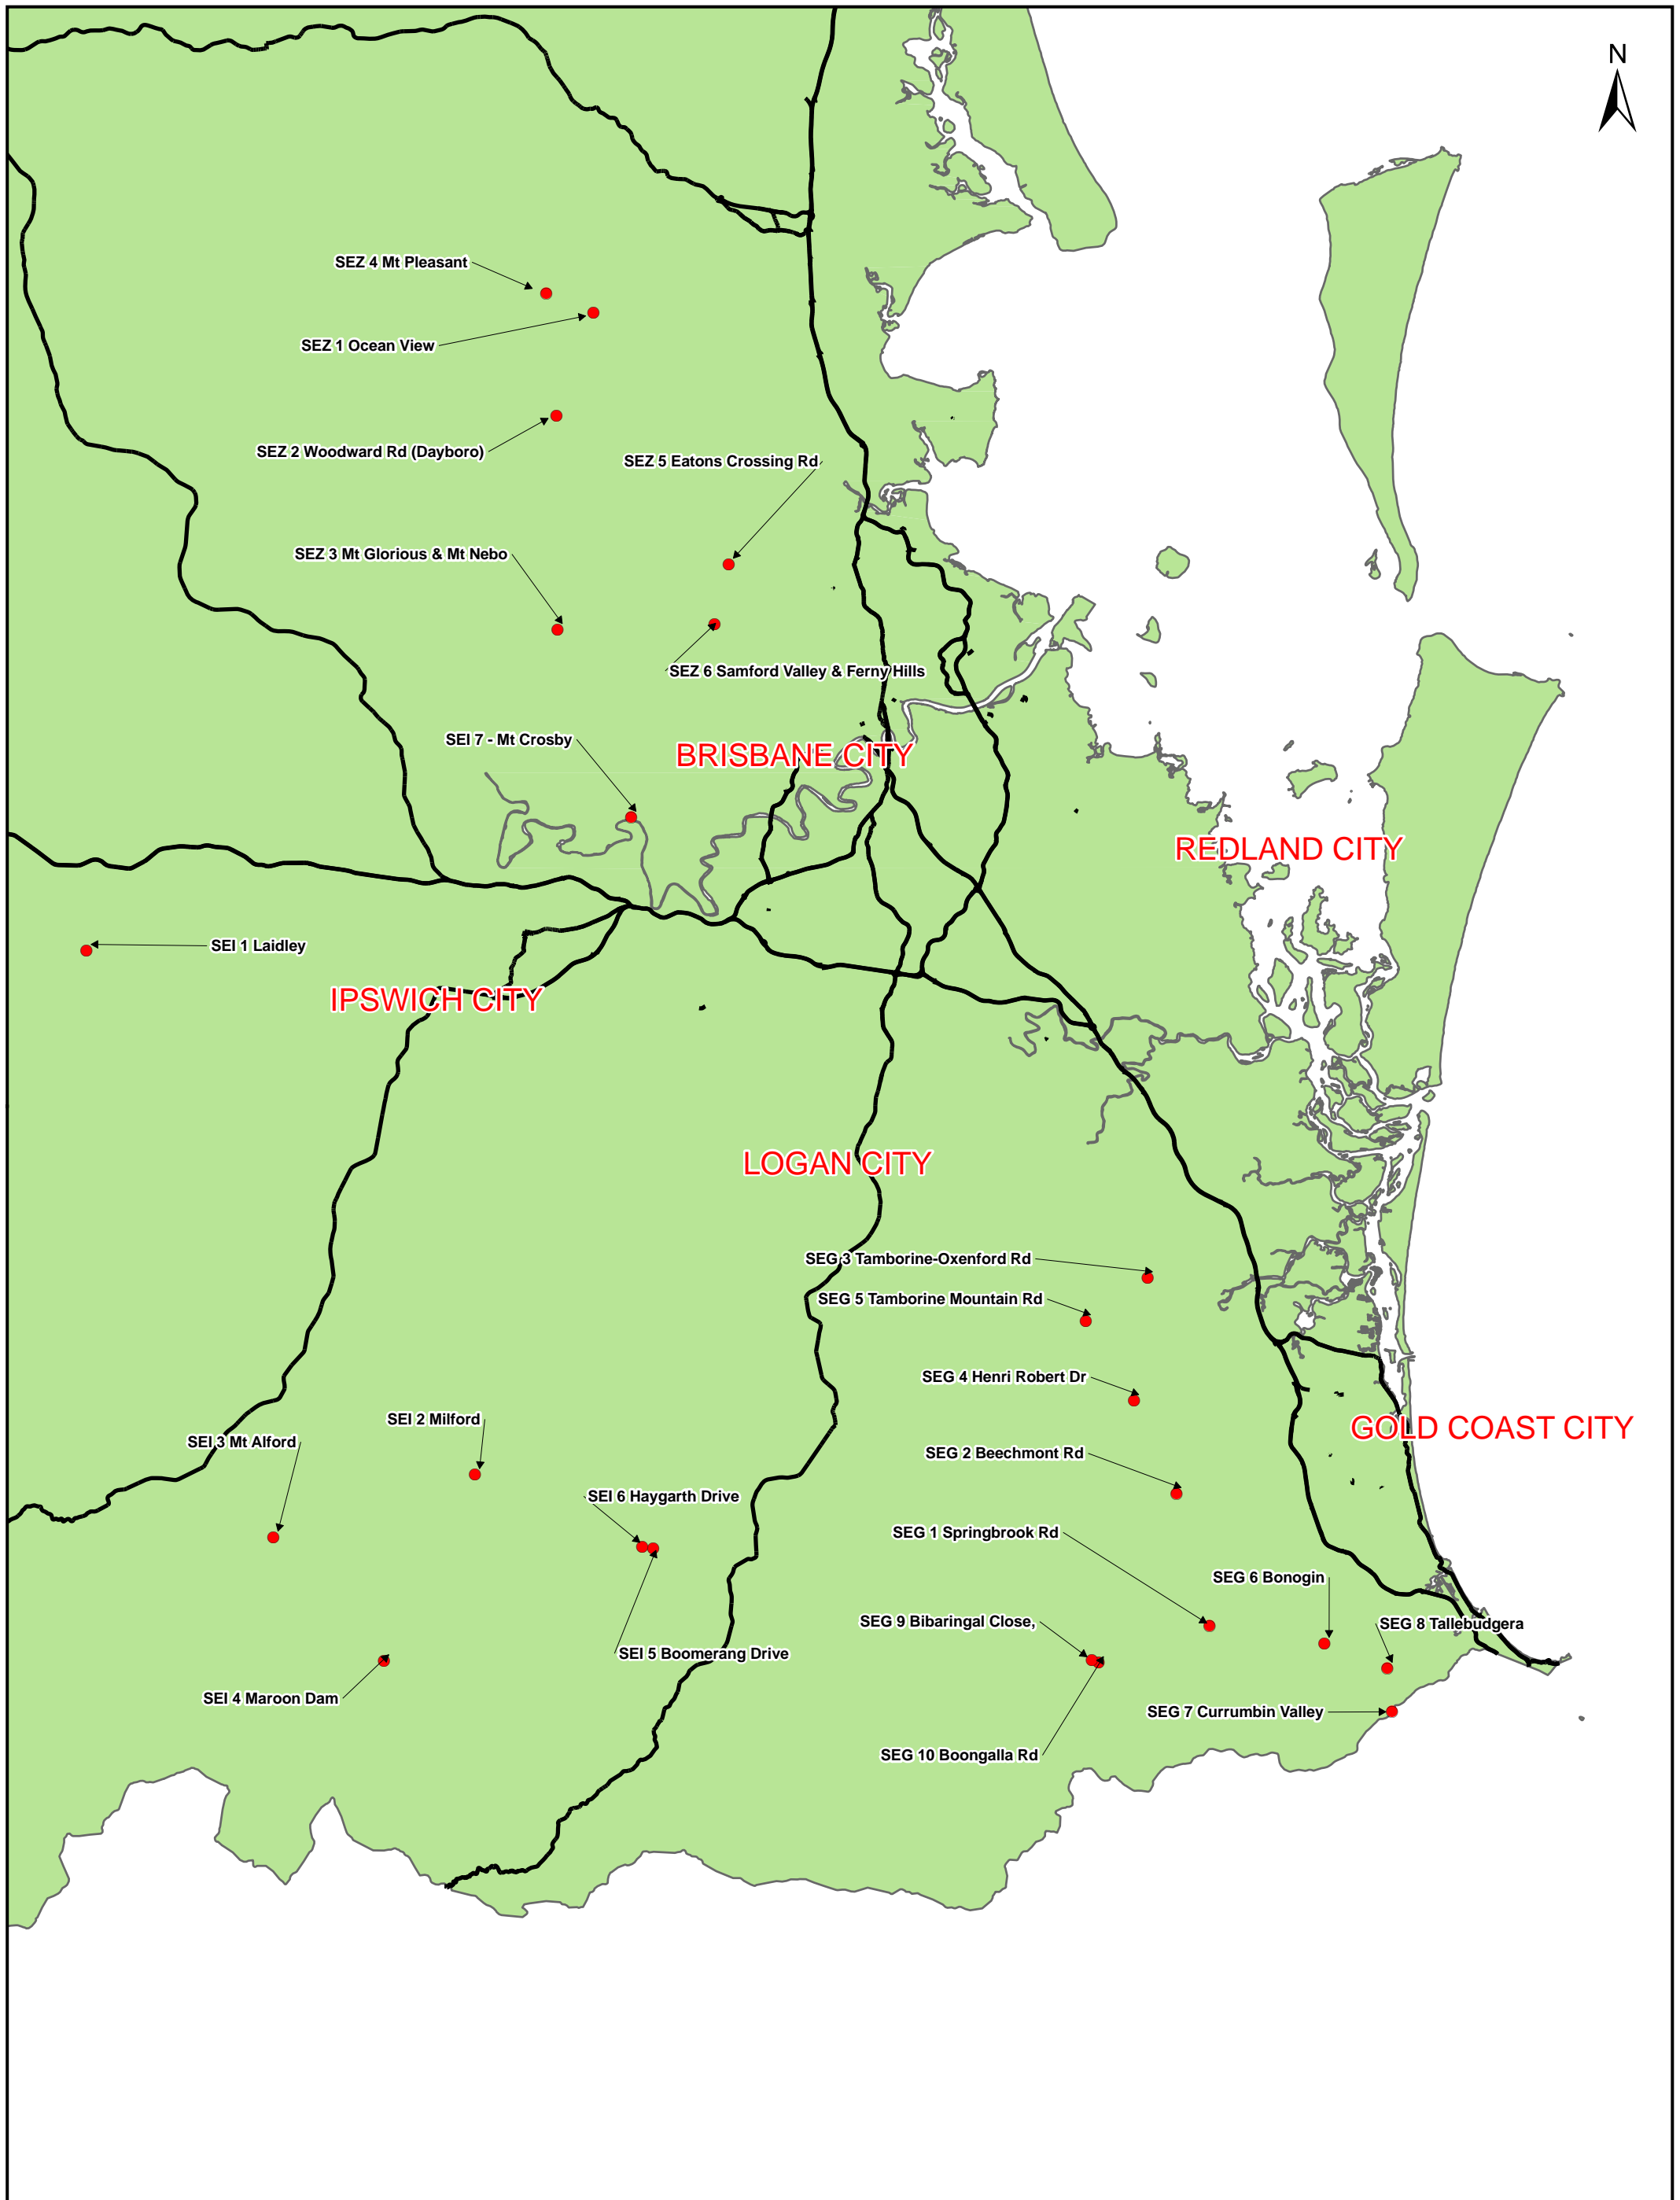 N
SEZ 4 Mt Pleasant
SEZ 1 Ocean View
SEZ 2 Woodward Rd (Dayboro)
SEZ 5 Eatons Crossing Rd
SEZ 3 Mt Glorious & Mt Nebo
SEZ 6 Samford Valley & Ferny Hills
SEI 7 - Mt Crosby
BRISBANE CITY
REDLAND CITY
SEI 1 Laidley
IPSWICH CITY
LOGAN CITY
SEG 3 Tamborine-Oxenford Rd
SEG 5 Tamborine Mountain Rd
SEG 4 Henri Robert Dr
SEI 2 Milford
GOLD COAST CITY
SEI 3 Mt Alford
SEG 2 Beechmont Rd
SEI 6 Haygarth Drive
SEG 1 Springbrook Rd
SEG 6 Bonogin
SEG 9 Bibaringal Close,
SEG 8 Tallebudgera
SEI 5 Boomerang Drive
SEI 4 Maroon Dam
SEG 7 Currumbin Valley
SEG 10 Boongalla Rd